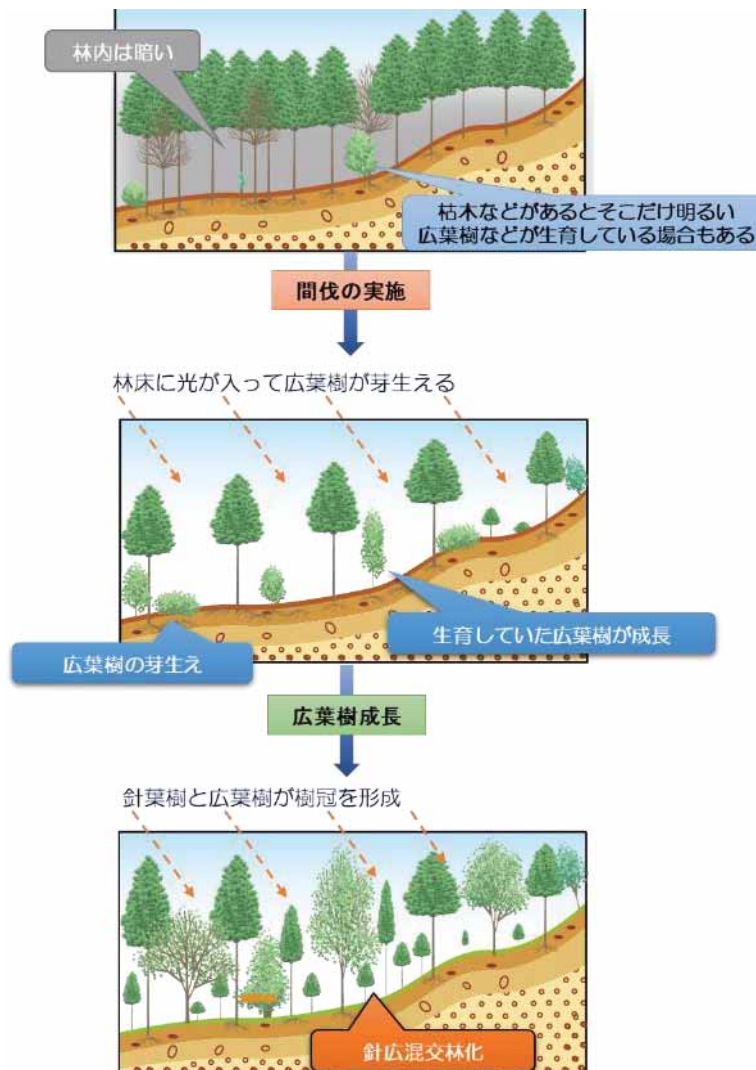 林内は暗い
枯木などがあるとそこだけ明るい
広葉樹などが生育している場合もある
間伐の実施
林床に光が入って広葉樹が芽生える
生育していた広葉樹が成長
広葉樹の芽生え
広葉樹成長
針葉樹と広葉樹が樹冠を形成
針広混交林化